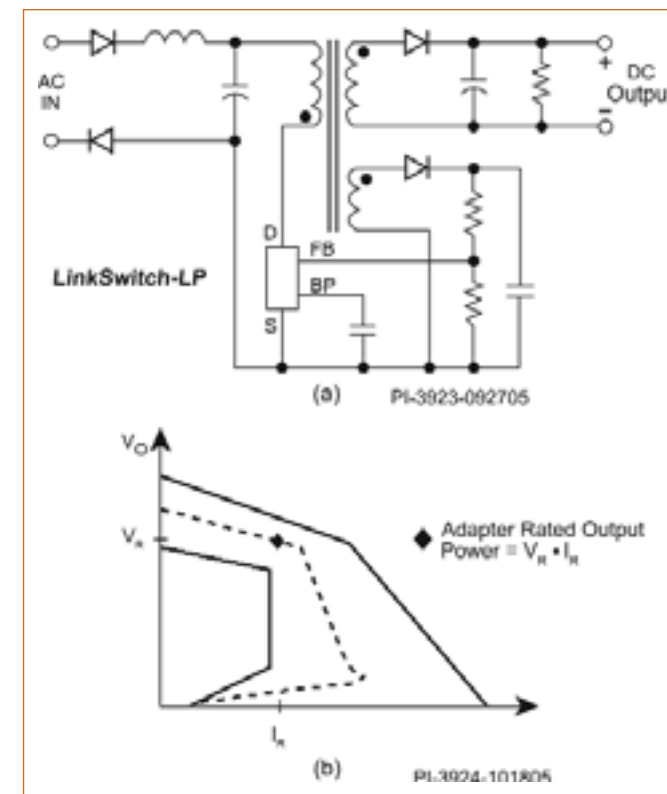 AC
IN
+
DC
Output
–
D
FB
LinkSwitch-LP
BP
S
(a)
PI-3923-092705
VO
VR
Adapter Rated Output
Power = VR • IR
IR
(b)
PI-3924-101805